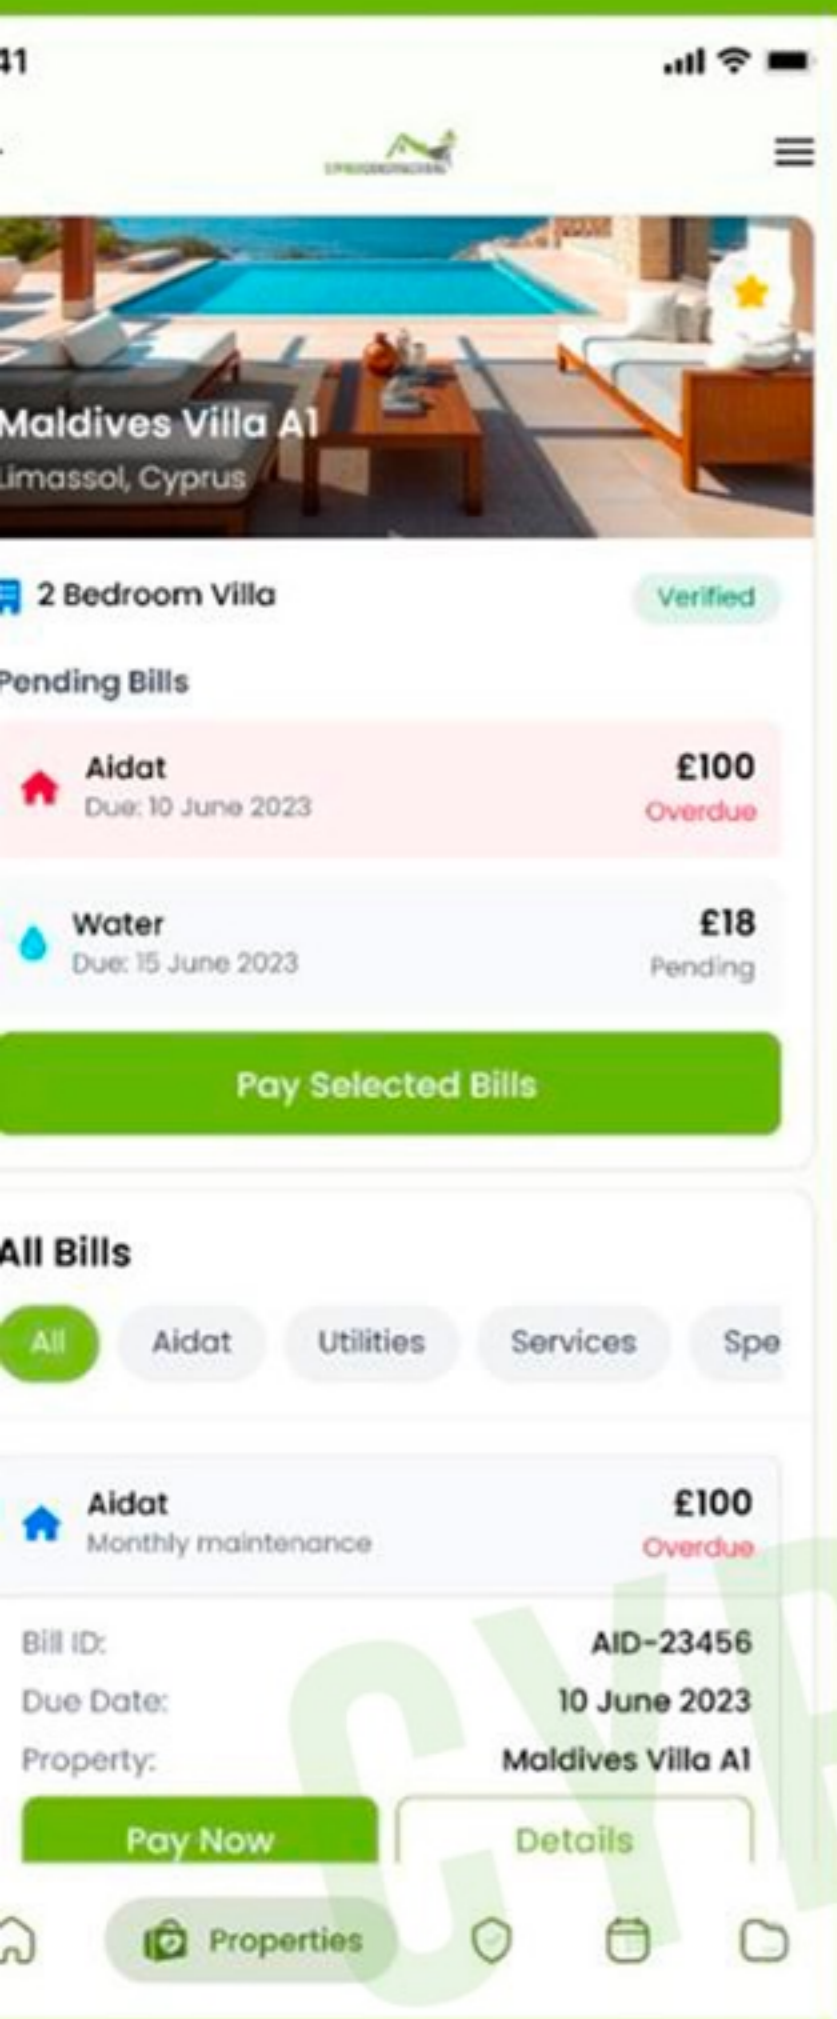 41
Maldives Villa A1
Limassol, Cyprus
2 Bedroom Villa
Verified
Pending Bills
Aidat
£100
Due: 10 June 2023
Overdue
Water
£18
Due: 15 June 2023
Pending
Pay Selected Bills
All Bills
All Aidat Utilities Services Spe
Aidat
£100
Monthly maintenance
Overdue
Bill ID:
AID-23456
Due Date:
10 June 2023
Property:
Maldives Villa A1
Pay Now
Details
Properties
CYP